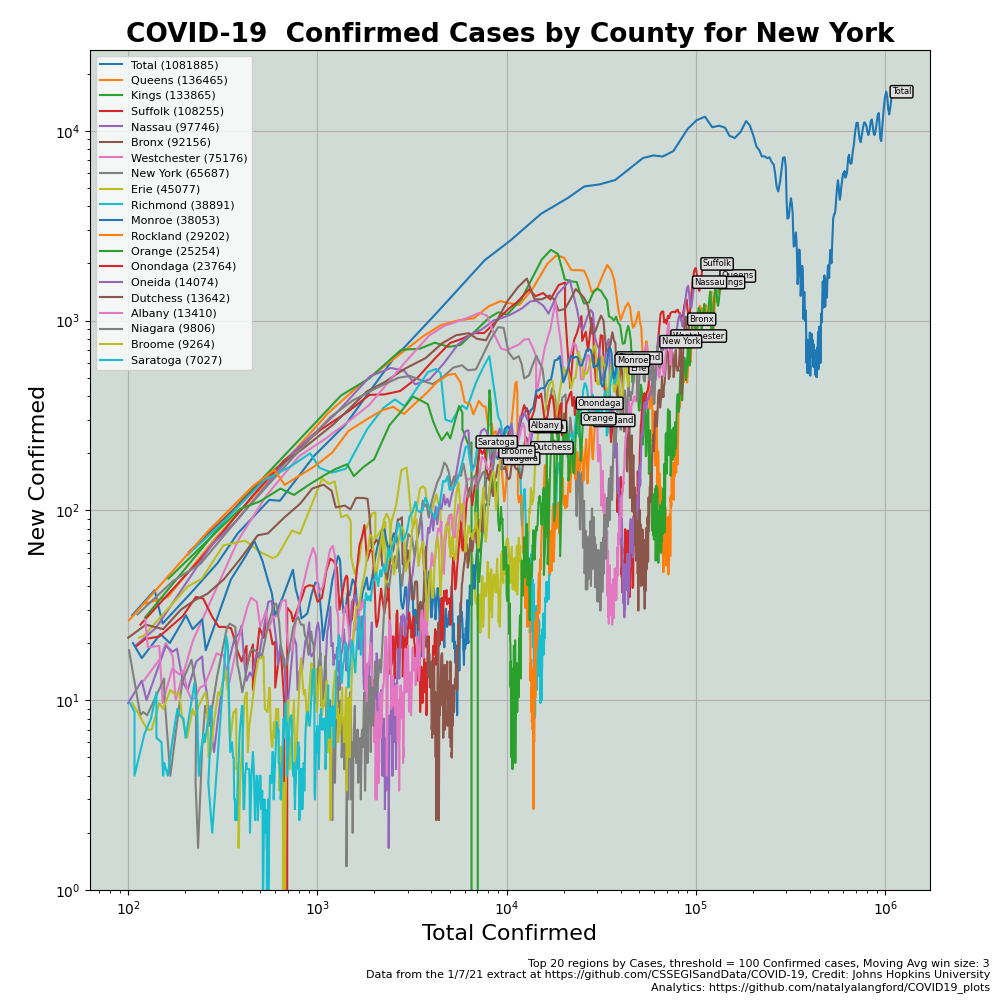 COVID-19  Confirmed Cases by County for New York
Total (1081885)
Queens (136465)
Kings (133865)
Suffolk (108255)
Nassau (97746)
Bronx (92156)
Westchester (75176)
New York (65687)
Erie (45077)
Richmond (38891)
Monroe (38053)
Rockland (29202)
Orange (25254)
Onondaga (23764)
Oneida (14074)
Dutchess (13642)
Albany (13410)
Niagara (9806)
Broome (9264)
Saratoga (7027)
Total
Suffolk
Queens
Nassau
Bronx
New York
Monroe
Onondaga
Orange
Albany
Saratoga
Dutchess
Broome
New Confirmed
10^4
10^3
10^2
10^1
10^0
10^2
10^3
10^4
10^5
10^6
Total Confirmed
Top 20 regions by Cases, threshold = 100 Confirmed cases, Moving Avg win size: 3
Data from the 1/7/21 extract at https://github.com/CSSEGISandData/COVID-19, Credit: Johns Hopkins University
Analytics: https://github.com/natalyalangford/COVID19_plots